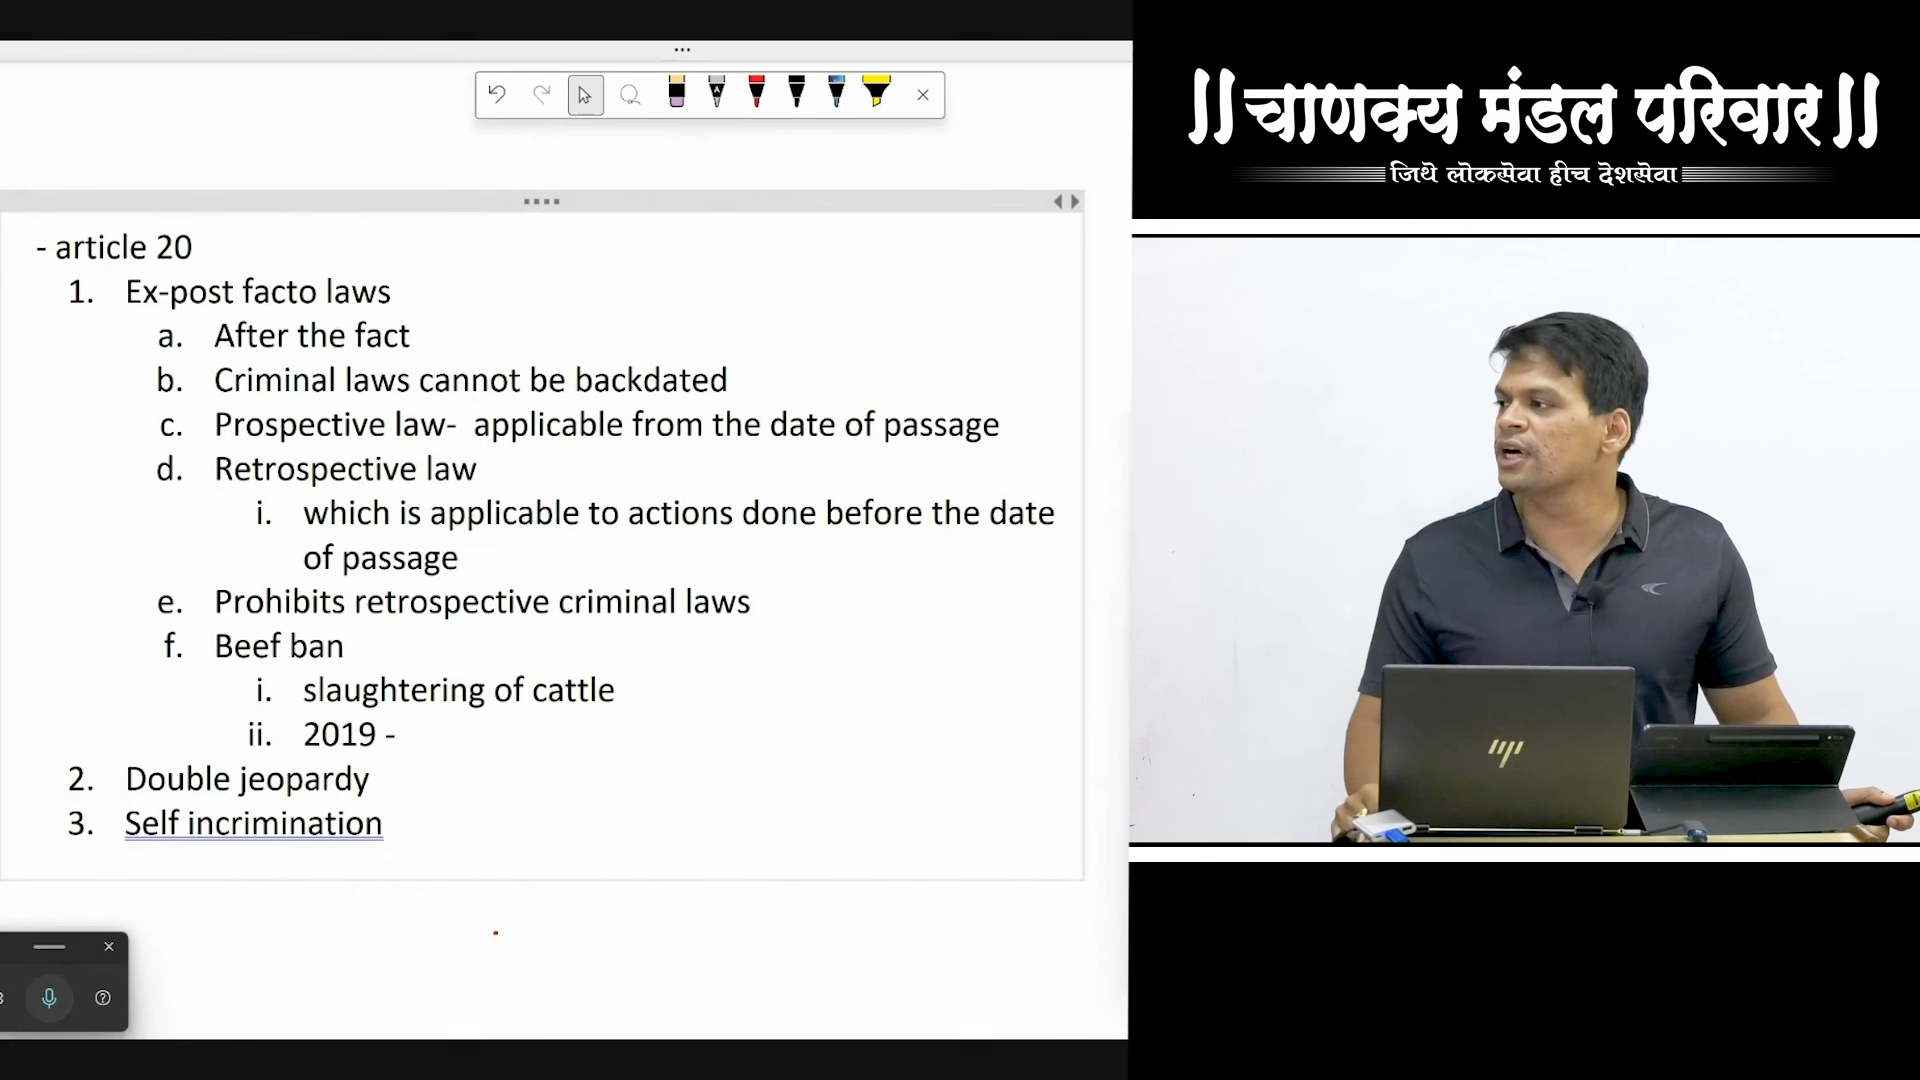 - article 20
1. Ex-post facto laws
a. After the fact
b. Criminal laws cannot be backdated
c. Prospective law-  applicable from the date of passage
d. Retrospective law
i. which is applicable to actions done before the date
of passage
e. Prohibits retrospective criminal laws
f. Beef ban
i. slaughtering of cattle
ii. 2019 -
2. Double jeopardy
3. Self incrimination
॥चाणक्य मंडल परिवार॥
जिथे लोकसेवा हीच देशसेवा
hp